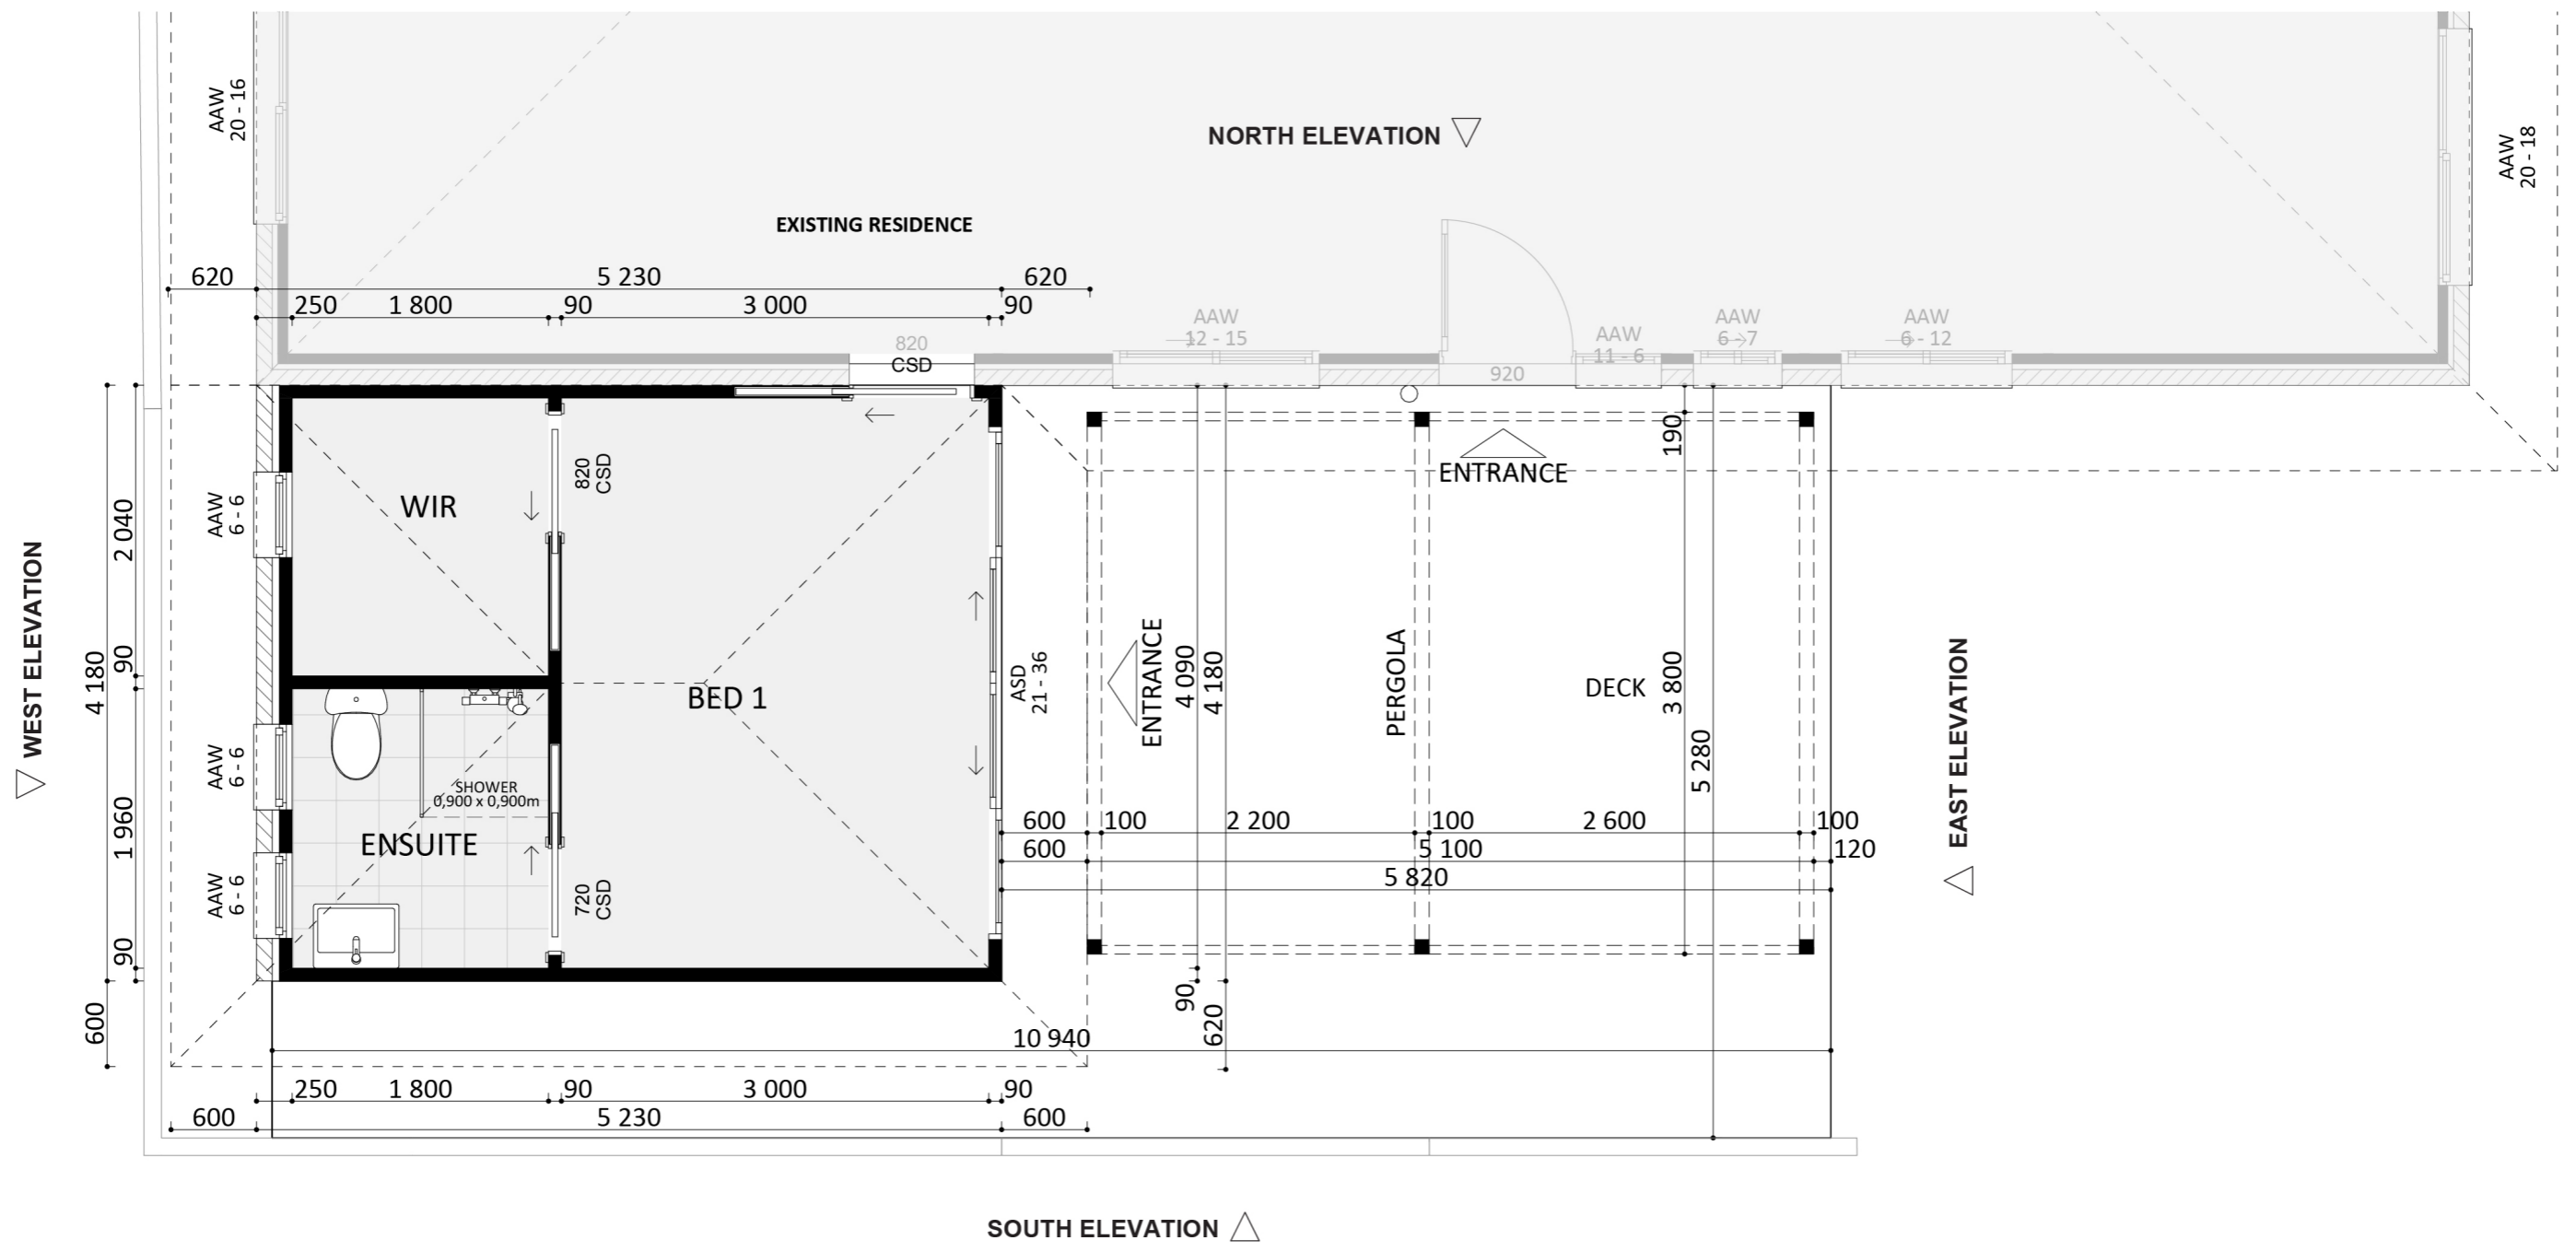 AAW
20 - 16
NORTH ELEVATION
AAW
20 - 18
EXISTING RESIDENCE
620
5 230
620
250
1 800
90
3 000
90
820
CSD
AAW
12 - 15
920
AAW
11 - 6
AAW
6 - 7
AAW
6 - 12
190
ENTRANCE
WIR
820
CSD
AAW
6 - 6
2 040
WEST ELEVATION
4 180
90
BED 1
ASD
21 - 36
ENTRANCE
4 090
4 180
PERGOLA
DECK
3 800
5 280
EAST ELEVATION
AAW
6 - 6
SHOWER
0,900 x 0,900m
ENSUITE
1 960
600
100
2 200
100
2 600
100
600
5 100
120
5 820
AAW
6 - 6
720
CSD
90
90
620
600
10 940
250
1 800
90
3 000
90
600
5 230
600
SOUTH ELEVATION